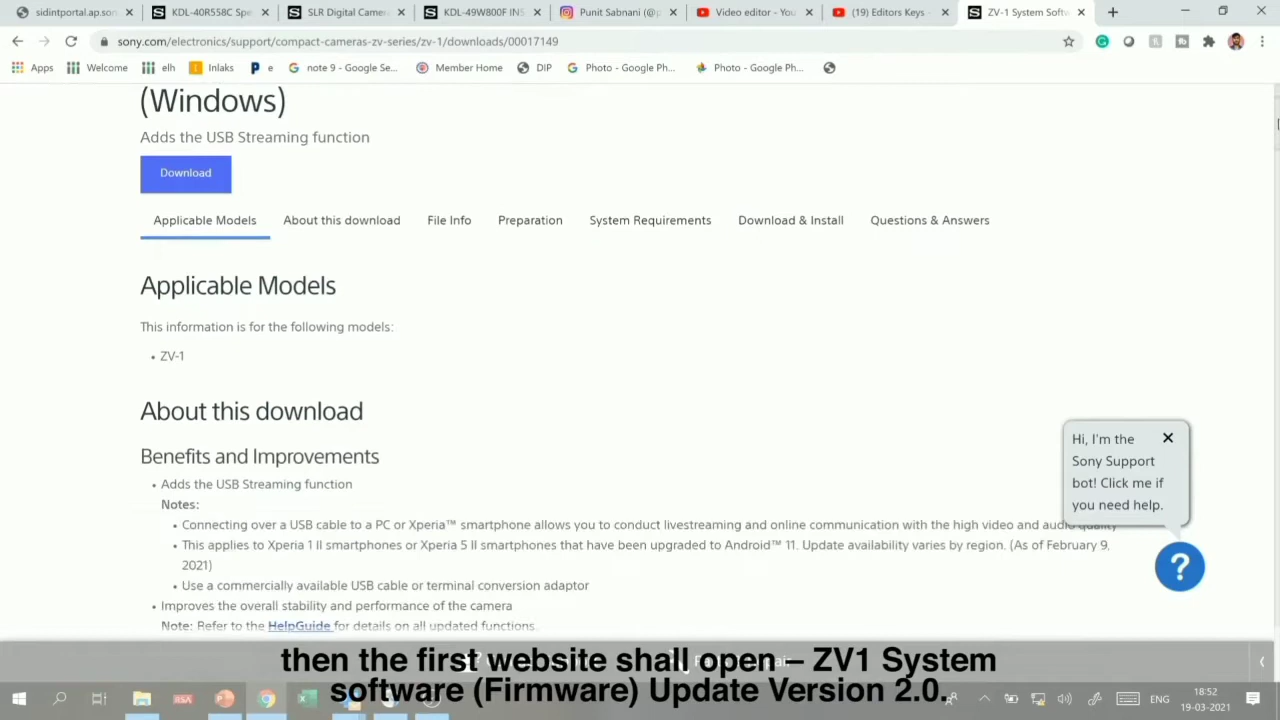 sidintportal.ap.son
KDL-40R558C Spe
SLR Digital Came
KDL-49W800F INS
Punit Sabnani (@p
Video editor - You
(19) Editors Keys -
ZV-1 System Softw
sony.com/electronics/support/compact-cameras-zv-series/zv-1/downloads/00017149
Apps
Welcome
elh
Inlaks
e
note 9 - Google Se...
Member Home
DIP
Photo - Google Ph...
Photo - Google Ph...
(Windows)
Adds the USB Streaming function
Download
Applicable Models
About this download
File Info
Preparation
System Requirements
Download & Install
Questions & Answers
Applicable Models
This information is for the following models:
• ZV-1
About this download
Benefits and Improvements
• Adds the USB Streaming function
Notes:
• Connecting over a USB cable to a PC or Xperia™ smartphone allows you to conduct livestreaming and online communication with the high video and audio quality
• This applies to Xperia 1 II smartphones or Xperia 5 II smartphones that have been upgraded to Android™ 11. Update availability varies by region. (As of February 9,
2021)
• Use a commercially available USB cable or terminal conversion adaptor
• Improves the overall stability and performance of the camera
Note: Refer to the HelpGuide for details on all updated functions.
Hi, I'm the
Sony Support
bot! Click me if
you need help.
?
then the first website shall open – ZV1 System
software (Firmware) Update Version 2.0.
ENG
18:52
19-03-2021